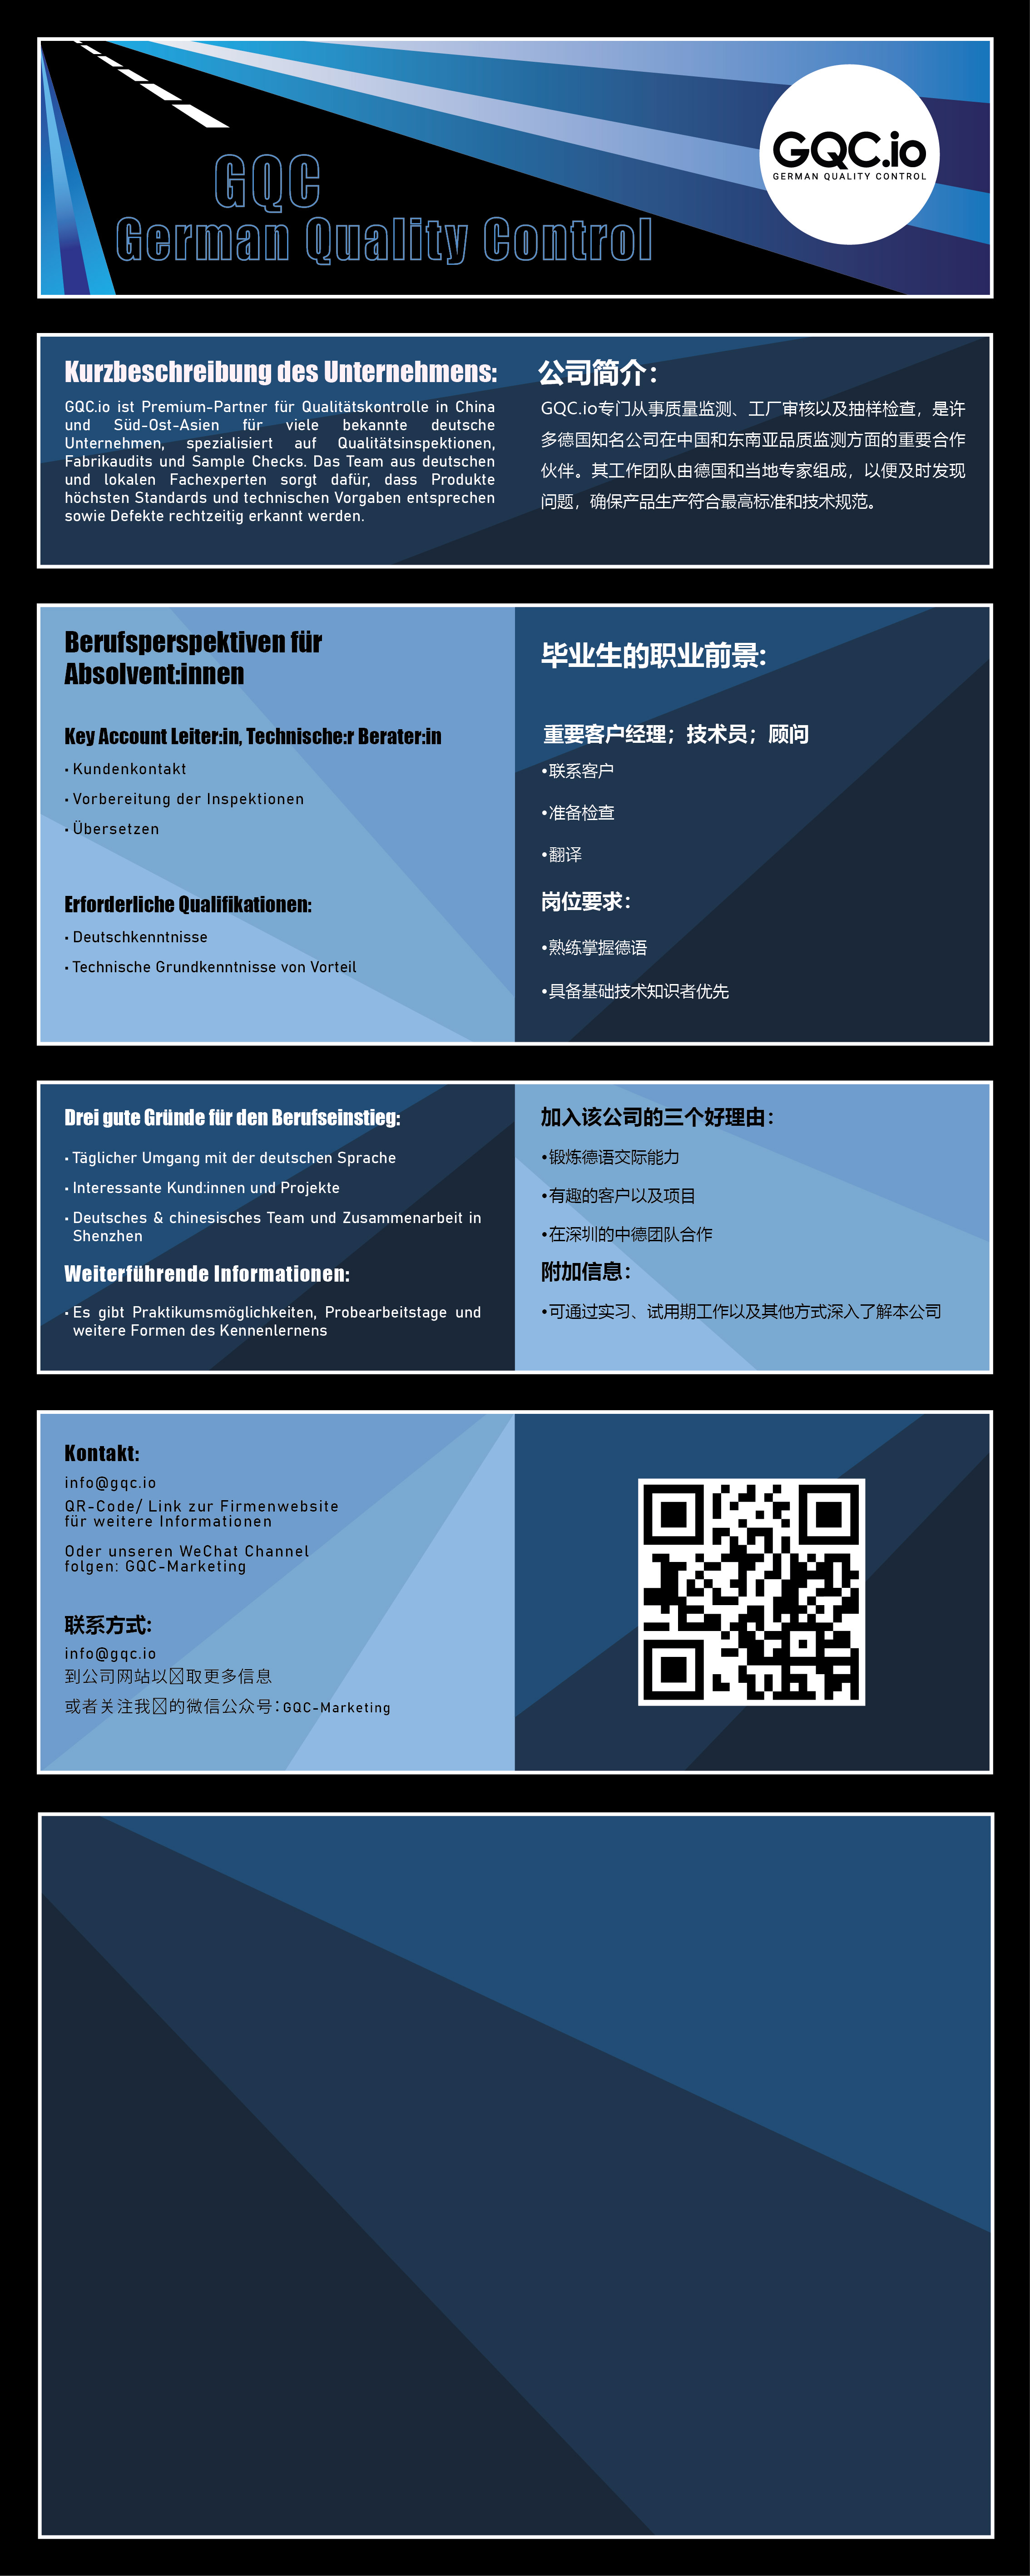 GQC
German Quality Control
GQC.io
GERMAN QUALITY CONTROL
Kurzbeschreibung des Unternehmens:
GQC.io ist Premium-Partner für Qualitätskontrolle in China
und Süd-Ost-Asien für viele bekannte deutsche
Unternehmen, spezialisiert auf Qualitätsinspektionen,
Fabrikaudits und Sample Checks. Das Team aus deutschen
und lokalen Fachexperten sorgt dafür, dass Produkte
höchsten Standards und technischen Vorgaben entsprechen
sowie Defekte rechtzeitig erkannt werden.
公司简介：
GQC.io专门从事质量监测、工厂审核以及抽样检查，是许
多德国知名公司在中国和东南亚品质监测方面的重要合作
伙伴。其工作团队由德国和当地专家组成，以便及时发现
问题，确保产品生产符合最高标准和技术规范。
Berufsperspektiven für
Absolvent:innen
Key Account Leiter:in, Technische:r Berater:in
• Kundenkontakt
• Vorbereitung der Inspektionen
• Übersetzen
Erforderliche Qualifikationen:
• Deutschkenntnisse
• Technische Grundkenntnisse von Vorteil
毕业生的职业前景:
重要客户经理；技术员；顾问
•联系客户
•准备检查
•翻译
岗位要求：
•熟练掌握德语
•具备基础技术知识者优先
Drei gute Gründe für den Berufseinstieg:
• Täglicher Umgang mit der deutschen Sprache
• Interessante Kund:innen und Projekte
• Deutsches & chinesisches Team und Zusammenarbeit in
Shenzhen
Weiterführende Informationen:
• Es gibt Praktikumsmöglichkeiten, Probearbeitstage und
weitere Formen des Kennenlernens
加入该公司的三个好理由：
•锻炼德语交际能力
•有趣的客户以及项目
•在深圳的中德团队合作
附加信息：
•可通过实习、试用期工作以及其他方式深入了解本公司
Kontakt:
info@gqc.io
QR-Code/ Link zur Firmenwebsite
für weitere Informationen
Oder unseren WeChat Channel
folgen: GQC-Marketing
联系方式:
info@gqc.io
到公司网站以取更多信息
或者关注我的微信公众号：GQC-Marketing